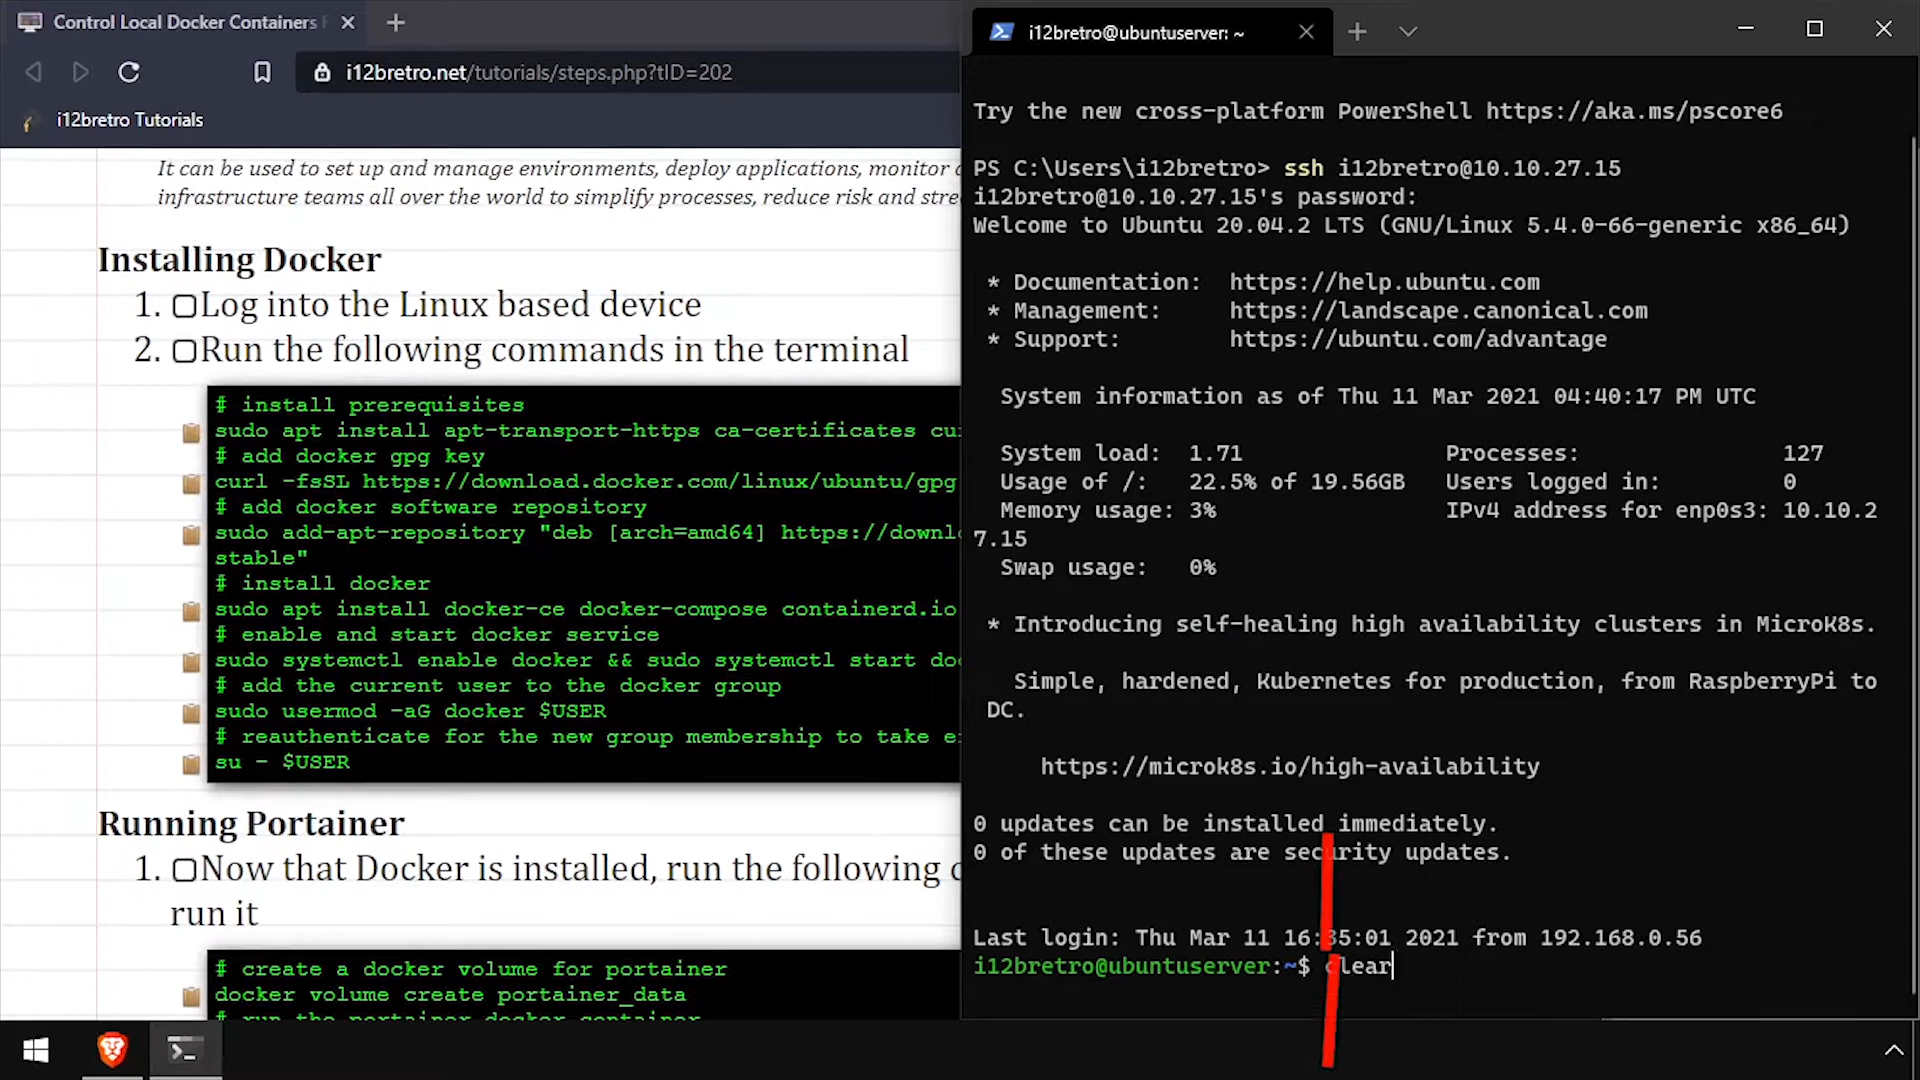 Control Local Docker Containers
i12bretro.net/tutorials/steps.php?tID=202
i12bretro Tutorials
It can be used to set up and manage environments, deploy applications, monitor
infrastructure teams all over the world to simplify processes, reduce risk and
Installing Docker
1. Log into the Linux based device
2. Run the following commands in the terminal
# install prerequisites
sudo apt install apt-transport-https ca-certificates
# add docker gpg key
curl -fsSL https://download.docker.com/linux/ubuntu/gpg
# add docker software repository
sudo add-apt-repository "deb [arch=amd64] https://downl
stable"
# install docker
sudo apt install docker-ce docker-compose containerd.io
# enable and start docker service
sudo systemctl enable docker && sudo systemctl start
# add the current user to the docker group
sudo usermod -aG docker $USER
# reauthenticate for the new group membership to take
su - $USER
Running Portainer
1. Now that Docker is installed, run the following
run it
# create a docker volume for portainer
docker volume create portainer_data
# run the portainer docker container
i12bretro@ubuntuserver: ~
Try the new cross-platform PowerShell https://aka.ms/pscore6
PS C:\Users\i12bretro> ssh i12bretro@10.10.27.15
i12bretro@10.10.27.15's password:
Welcome to Ubuntu 20.04.2 LTS (GNU/Linux 5.4.0-66-generic x86_64)
* Documentation: https://help.ubuntu.com
* Management: https://landscape.canonical.com
* Support: https://ubuntu.com/advantage
System information as of Thu 11 Mar 2021 04:40:17 PM UTC
System load: 1.71 Processes: 127
Usage of /: 22.5% of 19.56GB Users logged in: 0
Memory usage: 3% IPv4 address for enp0s3: 10.10.2
7.15
Swap usage: 0%
* Introducing self-healing high availability clusters in MicroK8s.
Simple, hardened, Kubernetes for production, from RaspberryPi to
DC.
https://microk8s.io/high-availability
0 updates can be installed immediately.
0 of these updates are security updates.
Last login: Thu Mar 11 16:35:01 2021 from 192.168.0.56
i12bretro@ubuntuserver:~$ clear